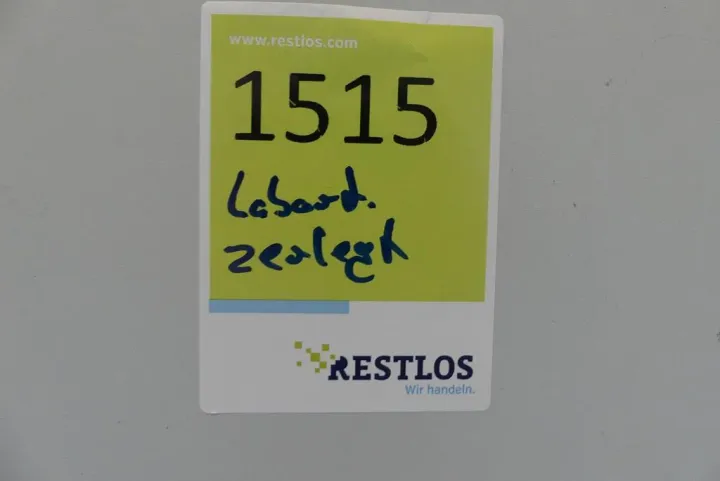 www.restlos.com
1515
Labort.
zerlegt
RESTLOS
Wir handeln.